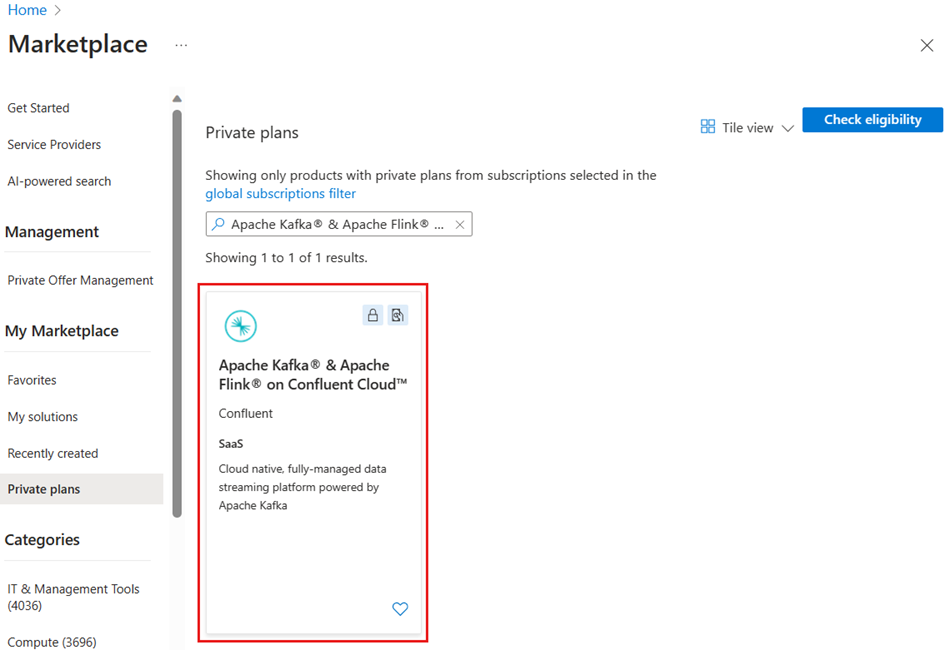 Home
Marketplace
...
Get Started
Service Providers
AI-powered search
Management
Private Offer Management
My Marketplace
Favorites
My solutions
Recently created
Private plans
Categories
IT & Management Tools
(4036)
Compute (3696)
Private plans
Tile view
Check eligibility
Showing only products with private plans from subscriptions selected in the
global subscriptions filter
Apache Kafka® & Apache Flink® ...
Showing 1 to 1 of 1 results.
Apache Kafka® & Apache
Flink® on Confluent Cloud™
Confluent
SaaS
Cloud native, fully-managed data
streaming platform powered by
Apache Kafka